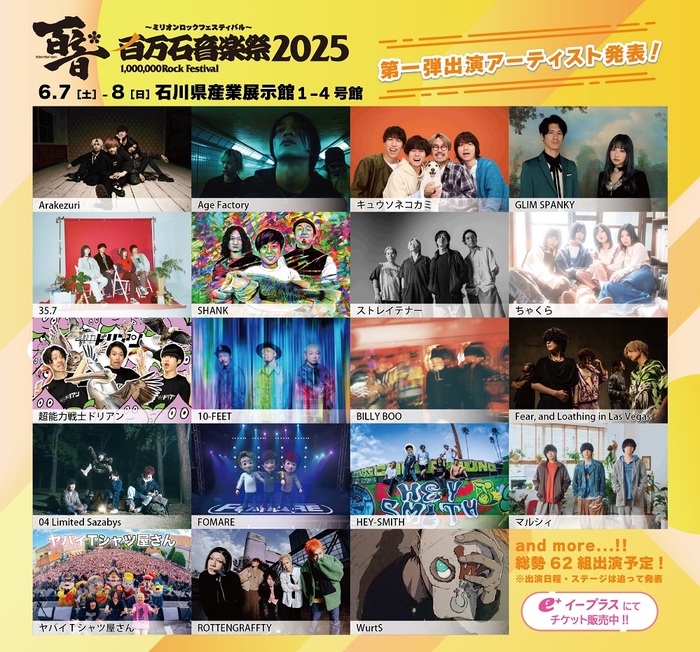 百音
～ミリオンロックフェスティバル～
百万石音楽祭2025
1,000,000Rock Festival
第一弾出演アーティスト発表！
6.7［土］-8［日］石川県産業展示館1-4号館
Arakezuri
Age Factory
キュウソネコカミ
GLIM SPANKY
35.7
SHANK
ストレイテナー
ちゃくら
超能力戦士ドリアン
10-FEET
BILLY BOO
Fear, and Loathing in Las Vegas
04 Limited Sazabys
FOMARE
FOMARE
HEY SMITH
HEY-SMITH
マルシィ
ヤバイTシャツ屋さん
ヤバイTシャツ屋さん
ROTTENGRAFFTY
WurtS
and more...!!
総勢 62 組出演予定！
※出演日程・ステージは追って発表
e+ イープラスにて
チケット販売中!!